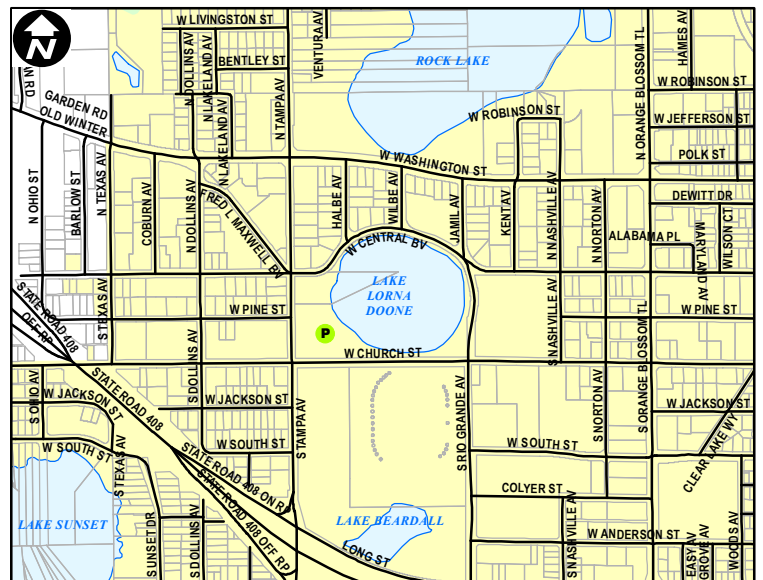 N
W LIVINGSTON ST
VENTURA AV
N DOLLINS AV
N LAKELAND AV
BENTLEY ST
ROCK LAKE
N ORANGE BLOSSOM TL
HAMES AV
AN RD
GARDEN RD
OLD WINTER
N TAMPA AV
W ROBINSON ST
W ROBINSON ST
W JEFFERSON ST
N LAKELAND AV
W WASHINGTON ST
POLK ST
N OHIO ST
BARLOW ST
N TEXAS AV
COBURN AV
N DOLLINS AV
FRED L MAXWELL BV
HALBE AV
WILBE AV
JAMIL AV
KENT AV
N NASHVILLE AV
N NORTON AV
DEWITT DR
ALABAMA PL
MARYLAND AV
WILSON CT
W CENTRAL BV
LAKE
LORNA
DOONE
STATE ROAD 408
OFF RP
S TEXAS AV
W PINE ST
S NASHVILLE AV
S ORANGE BLOSSOM TL
W PINE ST
P
W CHURCH ST
S OHIO AV
W JACKSON ST
STATE ROAD 408
S DOLLINS AV
W JACKSON ST
S TAMPA AV
S RIO GRANDE AV
S NORTON AV
W JACKSON ST
CLEAR LAKE WY
W SOUTH ST
S TEXAS AV
W SOUTH ST
W SOUTH ST
STATE ROAD 408 ON RA
STATE ROAD 408 OFF RP
COLYER ST
LAKE SUNSET
SUNSET DR
S DOLLINS AV
LAKE BEARDALL
LONG ST
S NASHVILLE AV
W ANDERSON ST
EASY AV
GROVE AV
WOODS AV